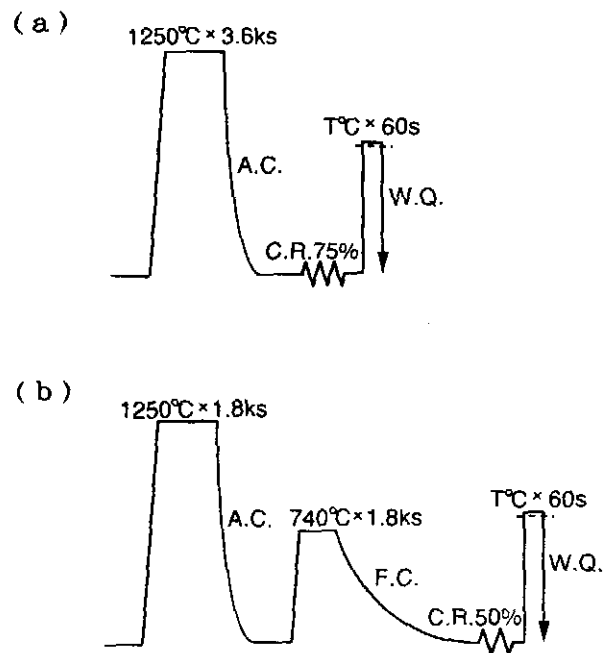 (a)
1250°C × 3.6ks
T°C × 60s
A.C.
W.Q.
C.R.75%
(b)
1250°C × 1.8ks
T°C × 60s
A.C.
740°C × 1.8ks
W.Q.
F.C.
C.R.50%